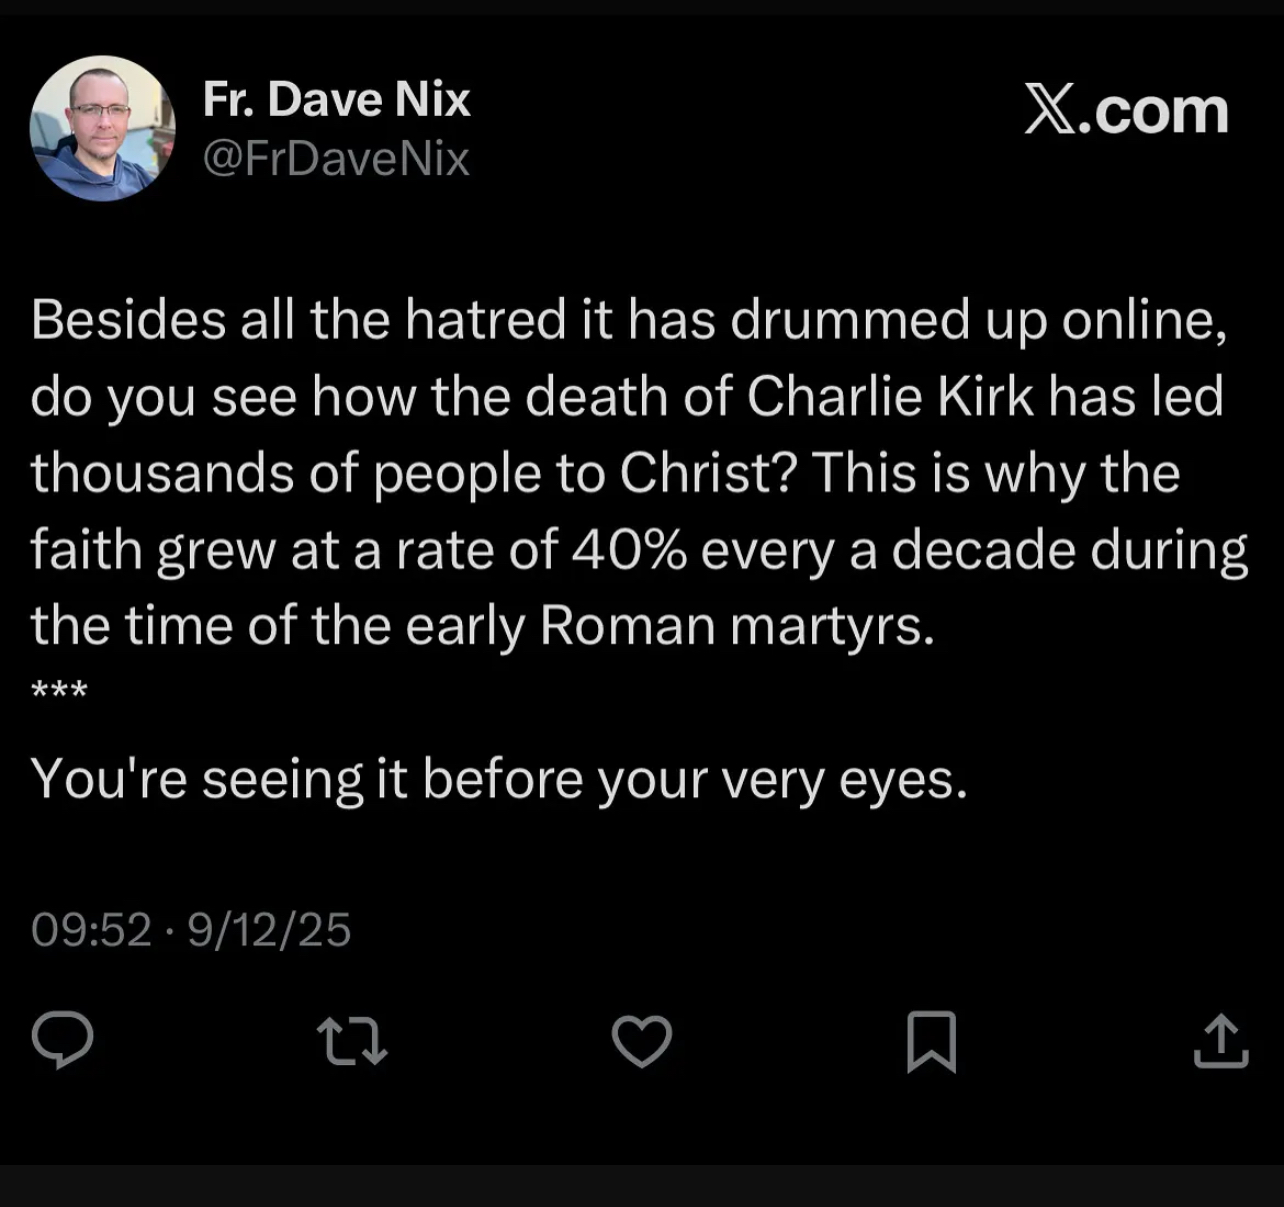 Fr. Dave Nix
@FrDaveNix
X.com
Besides all the hatred it has drummed up online,
do you see how the death of Charlie Kirk has led
thousands of people to Christ? This is why the
faith grew at a rate of 40% every a decade during
the time of the early Roman martyrs.
***
You're seeing it before your very eyes.
09:52 · 9/12/25